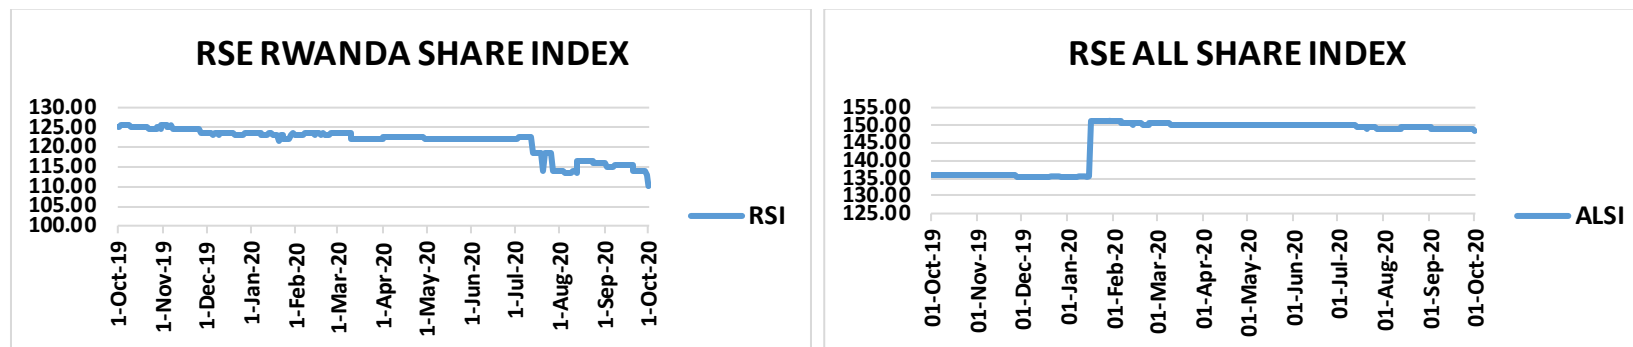 RSE RWANDA SHARE INDEX
130.00
125.00
120.00
115.00
110.00
105.00
100.00
1-Oct-19
1-Nov-19
1-Dec-19
1-Jan-20
1-Feb-20
1-Mar-20
1-Apr-20
1-May-20
1-Jun-20
1-Jul-20
1-Aug-20
1-Sep-20
1-Oct-20
RSI
RSE ALL SHARE INDEX
155.00
150.00
145.00
140.00
135.00
130.00
125.00
01-Oct-19
01-Nov-19
01-Dec-19
01-Jan-20
01-Feb-20
01-Mar-20
01-Apr-20
01-May-20
01-Jun-20
01-Jul-20
01-Aug-20
01-Sep-20
01-Oct-20
ALSI